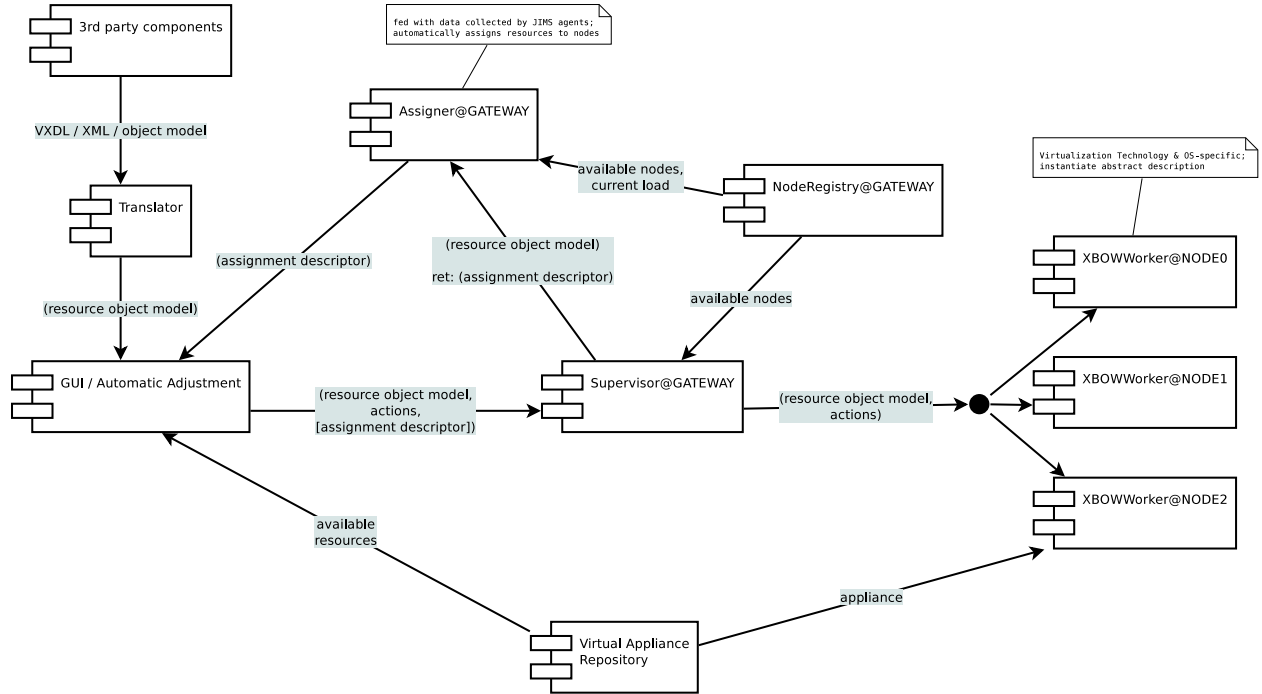 3rd party components
fed with data collected by JIMS agents;
automatically assigns resources to nodes
Assigner@GATEWAY
VXDL / XML / object model
available nodes,
current load
NodeRegistry@GATEWAY
Virtualization Technology & OS-specific;
instantiate abstract description
Translator
(resource object model)
ret: (assignment descriptor)
(assignment descriptor)
XBOWWorker@NODE0
available nodes
(resource object model)
GUI / Automatic Adjustment
(resource object model,
actions,
[assignment descriptor])
Supervisor@GATEWAY
(resource object model,
actions)
XBOWWorker@NODE1
XBOWWorker@NODE2
available
resources
appliance
Virtual Appliance
Repository